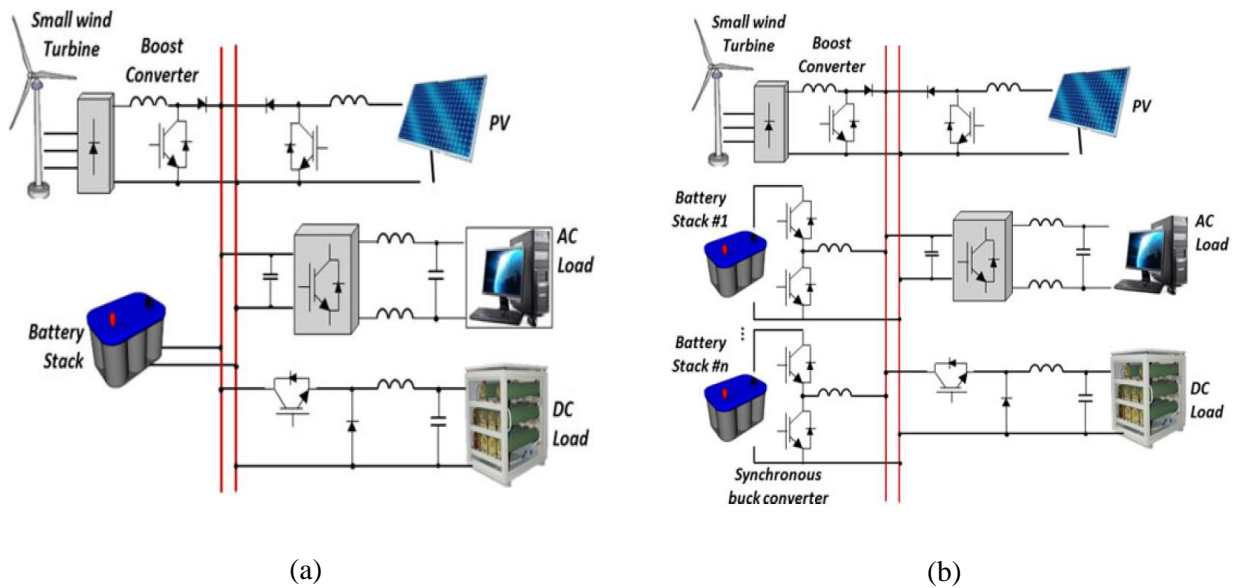 Small wind
Turbine
Boost
Converter
PV
AC
Load
Battery
Stack
DC
Load
(a)
Small wind
Turbine
Boost
Converter
PV
Battery
Stack #1
AC
Load
...
Battery
Stack #n
DC
Load
Synchronous
buck converter
(b)